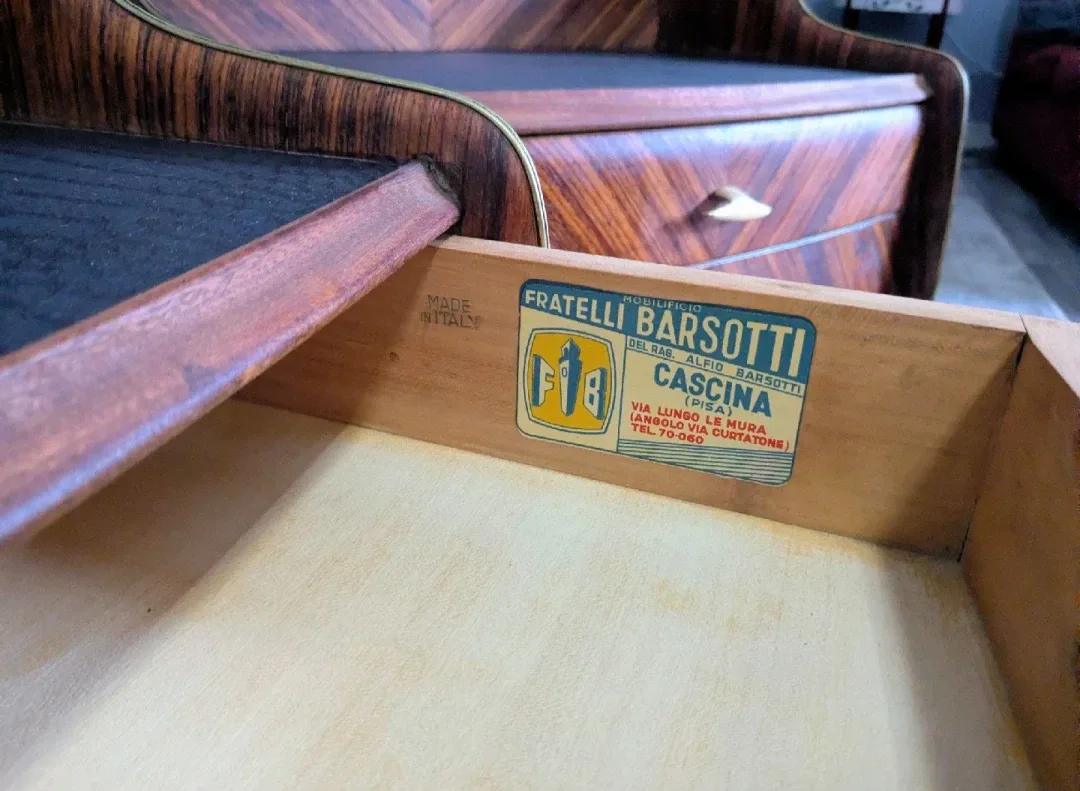 MADE
IN ITALY
MOBILIFICIO
FRATELLI BARSOTTI
DEL RAG. ALFIO BARSOTTI
F B
CASCINA
(PISA)
VIA LUNGO LE MURA
(ANGOLO VIA CURTATONE)
TEL. 70-060